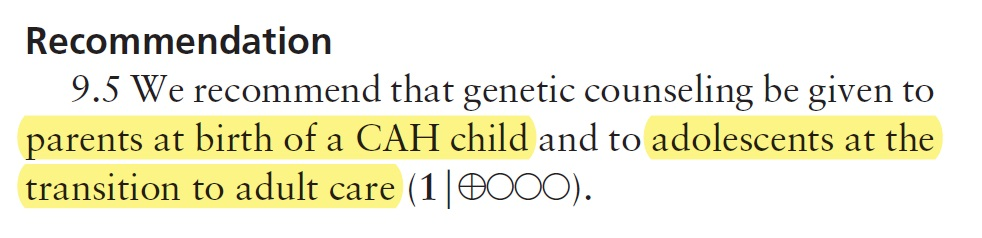 Recommendation
9.5 We recommend that genetic counseling be given to
parents at birth of a CAH child and to adolescents at the
transition to adult care (1|⊕○○○).